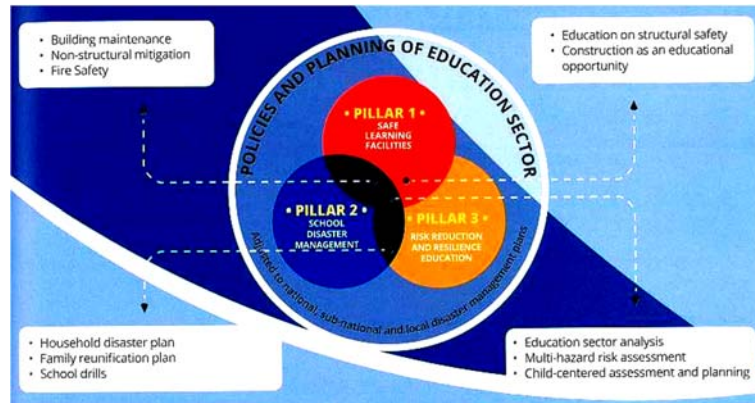 • Building maintenance
• Non-structural mitigation
• Fire Safety
• Education on structural safety
• Construction as an educational
opportunity
POLICIES AND PLANNING OF EDUCATION SECTOR
• PILLAR 1 •
SAFE
LEARNING
FACILITIES
• PILLAR 2 •
SCHOOL
DISASTER
MANAGEMENT
• PILLAR 3 •
RISK REDUCTION
AND RESILIENCE
EDUCATION
Adjusted to national, sub-national and local disaster management plans
• Household disaster plan
• Family reunification plan
• School drills
• Education sector analysis
• Multi-hazard risk assessment
• Child-centered assessment and planning